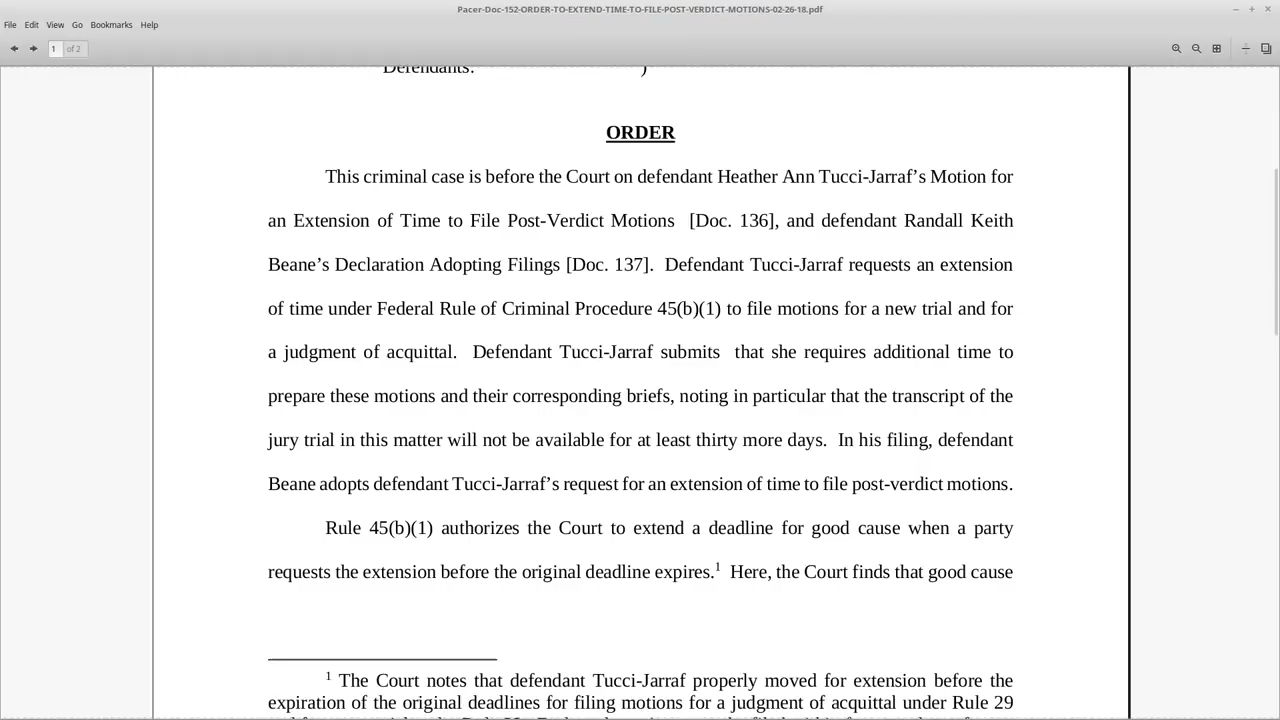 Pacer-Doc-152-ORDER-TO-EXTEND-TIME-TO-FILE-POST-VERDICT-MOTIONS-02-26-18.pdf
File Edit View Go Bookmarks Help
1 of 2
Defendants. )
ORDER
This criminal case is before the Court on defendant Heather Ann Tucci-Jarraf’s Motion for
an Extension of Time to File Post-Verdict Motions [Doc. 136], and defendant Randall Keith
Beane’s Declaration Adopting Filings [Doc. 137]. Defendant Tucci-Jarraf requests an extension
of time under Federal Rule of Criminal Procedure 45(b)(1) to file motions for a new trial and for
a judgment of acquittal. Defendant Tucci-Jarraf submits that she requires additional time to
prepare these motions and their corresponding briefs, noting in particular that the transcript of the
jury trial in this matter will not be available for at least thirty more days. In his filing, defendant
Beane adopts defendant Tucci-Jarraf’s request for an extension of time to file post-verdict motions.
Rule 45(b)(1) authorizes the Court to extend a deadline for good cause when a party
requests the extension before the original deadline expires.1 Here, the Court finds that good cause
1 The Court notes that defendant Tucci-Jarraf properly moved for extension before the
expiration of the original deadlines for filing motions for a judgment of acquittal under Rule 29